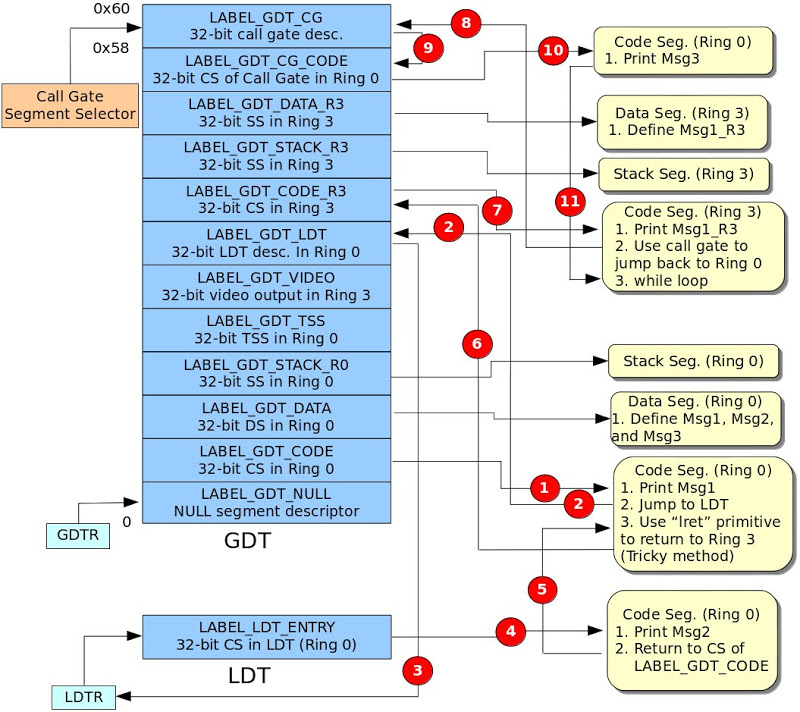 0x60
0x58
Call Gate
Segment Selector
LABEL_GDT_CG
32-bit call gate desc.
LABEL_GDT_CG_CODE
32-bit CS of Call Gate in Ring 0
LABEL_GDT_DATA_R3
32-bit SS in Ring 3
LABEL_GDT_STACK_R3
32-bit SS in Ring 3
LABEL_GDT_CODE_R3
32-bit CS in Ring 3
LABEL_GDT_LDT
32-bit LDT desc. In Ring 0
LABEL_GDT_VIDEO
32-bit video output in Ring 3
LABEL_GDT_TSS
32-bit TSS in Ring 0
LABEL_GDT_STACK_R0
32-bit SS in Ring 0
LABEL_GDT_DATA
32-bit DS in Ring 0
LABEL_GDT_CODE
32-bit CS in Ring 0
LABEL_GDT_NULL
NULL segment descriptor
0
GDTR
GDT
LABEL_LDT_ENTRY
32-bit CS in LDT (Ring 0)
LDT
LDTR
8
9
10
11
7
2
6
1
2
5
4
3
Code Seg. (Ring 0)
1. Print Msg3
Data Seg. (Ring 3)
1. Define Msg1_R3
Stack Seg. (Ring 3)
Code Seg. (Ring 3)
1. Print Msg1_R3
2. Use call gate to
jump back to Ring 0
3. while loop
Stack Seg. (Ring 0)
Data Seg. (Ring 0)
1. Define Msg1, Msg2,
and Msg3
Code Seg. (Ring 0)
1. Print Msg1
2. Jump to LDT
3. Use “lret” primitive
to return to Ring 3
(Tricky method)
Code Seg. (Ring 0)
1. Print Msg2
2. Return to CS of
LABEL_GDT_CODE